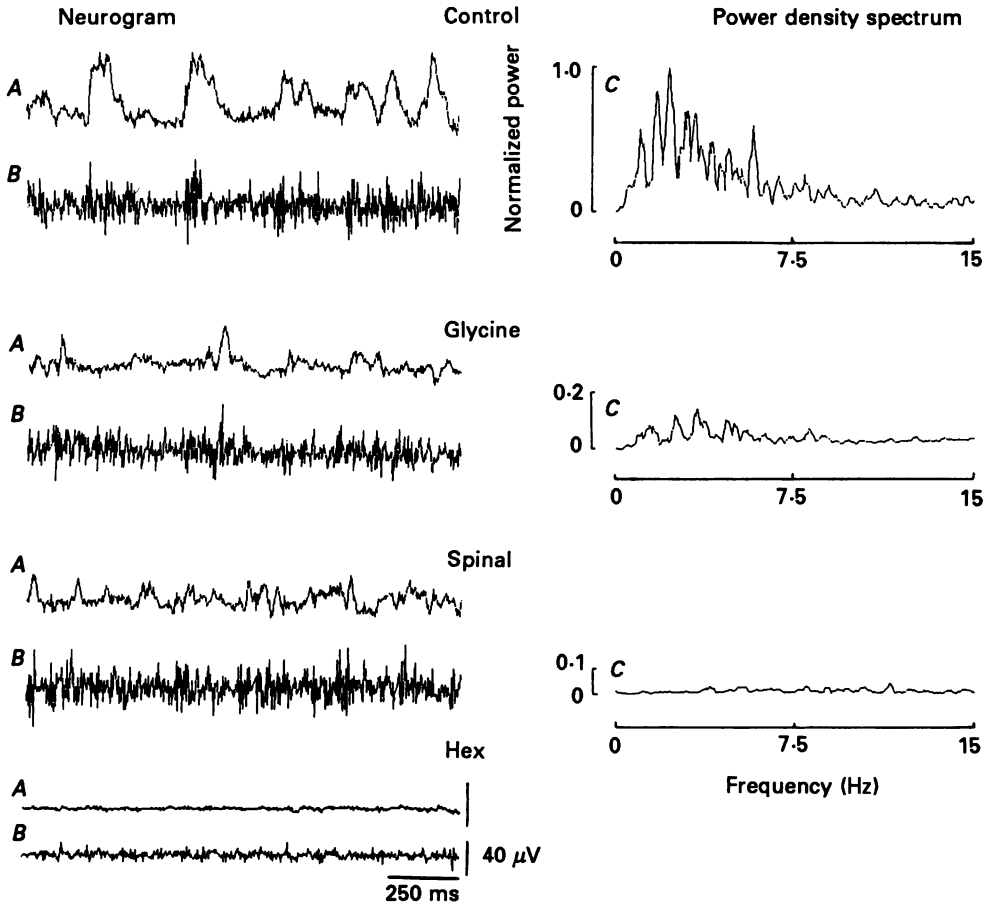 Neurogram
Control
Power density spectrum
A
B
Normalized power
1·0
C
0
0
7·5
15
Glycine
A
B
0·2
C
0
0
7·5
15
Spinal
A
B
0·1
C
0
0
7·5
15
Frequency (Hz)
Hex
A
B
40 μV
250 ms